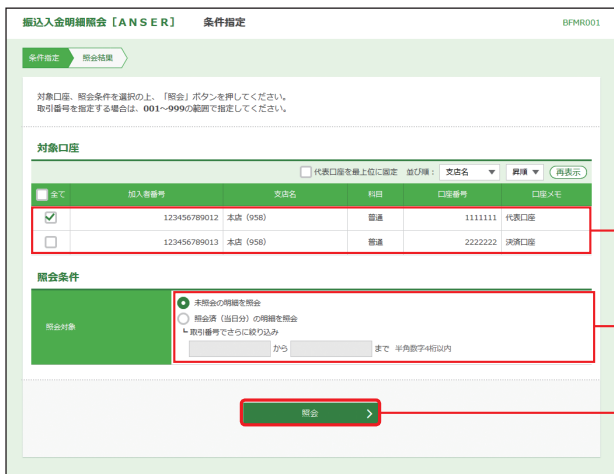 振込入金明細照会［ＡＮＳＥＲ］ 条件指定 BFMR001
条件指定 照会結果
対象口座、照会条件を選択の上、「照会」ボタンを押してください。
取引番号を指定する場合は、001～999の範囲で指定してください。
対象口座
代表口座を最上位に固定 並び順： 支店名 ▼ 昇順 ▼ 再表示
全て 加入者番号 支店名 科目 口座番号 口座メモ
123456789012 本店（958） 普通 1111111 代表口座
123456789013 本店（958） 普通 2222222 決済口座
照会条件
照会対象
未照会の明細を照会
照会済（当日分）の明細を照会
┗ 取引番号でさらに絞り込み
から まで 半角数字4桁以内
照会